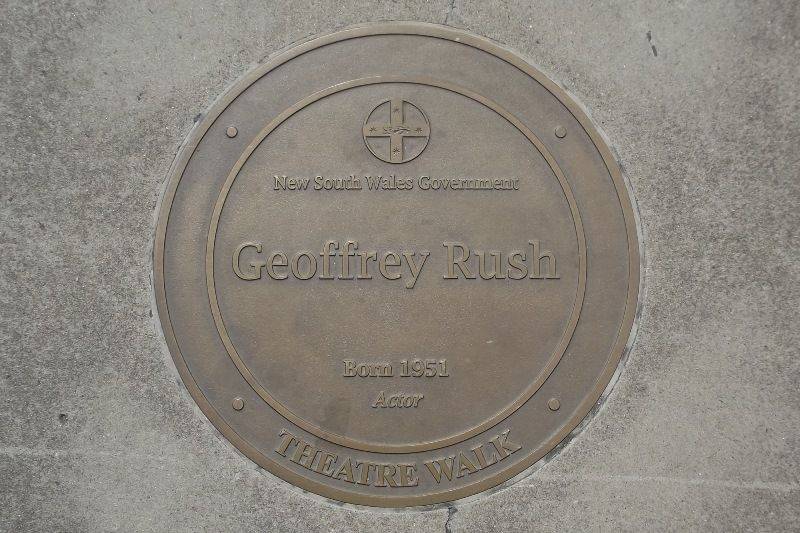 New South Wales Government
Geoffrey Rush
Born 1951
Actor
THEATRE WALK